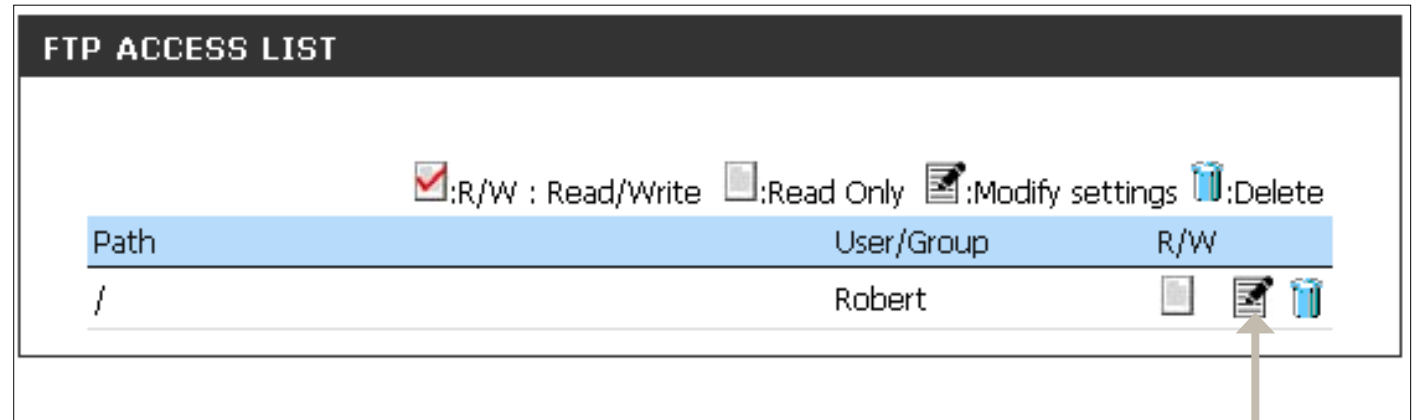 FTP ACCESS LIST
:R/W : Read/Write :Read Only :Modify settings :Delete
Path User/Group R/W
/ Robert